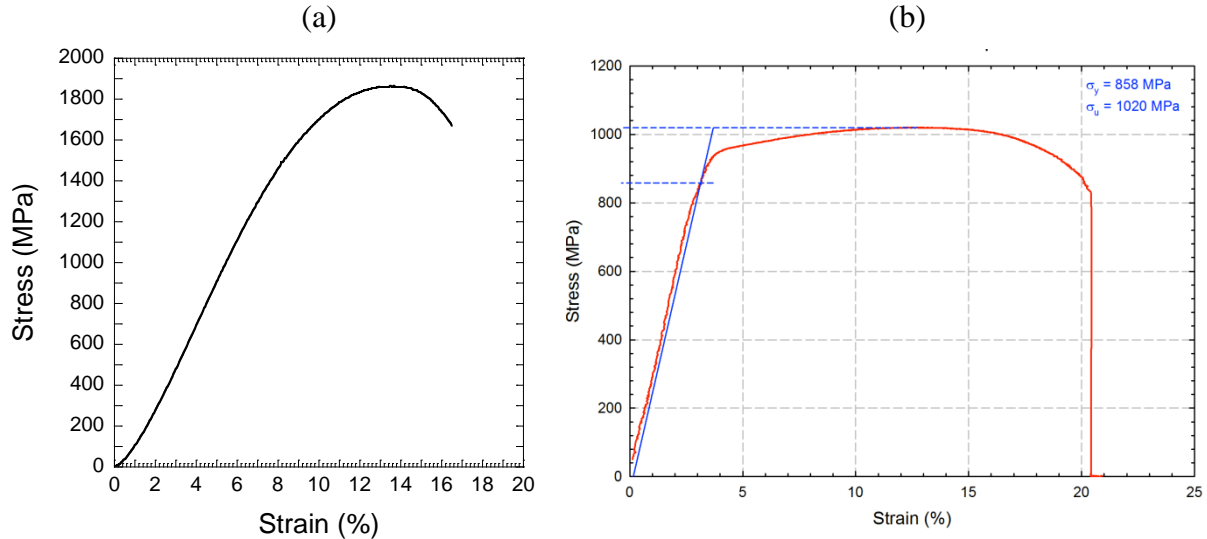 (a)
(b)
2000
1800
1600
1400
1200
1000
800
600
400
200
0
0 2 4 6 8 10 12 14 16 18 20
Stress (MPa)
Strain (%)
1200
1000
800
600
400
200
0
0 5 10 15 20 25
Stress (MPa)
Strain (%)
σy = 858 MPa
σu = 1020 MPa